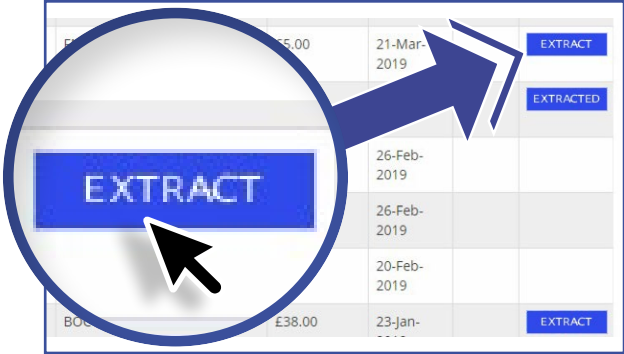 £5.00 21-Mar- EXTRACT
2019
EXTRACTED
EXTRACT
26-Feb-
2019
26-Feb-
2019
20-Feb-
2019
£38.00 23-Jan- EXTRACT